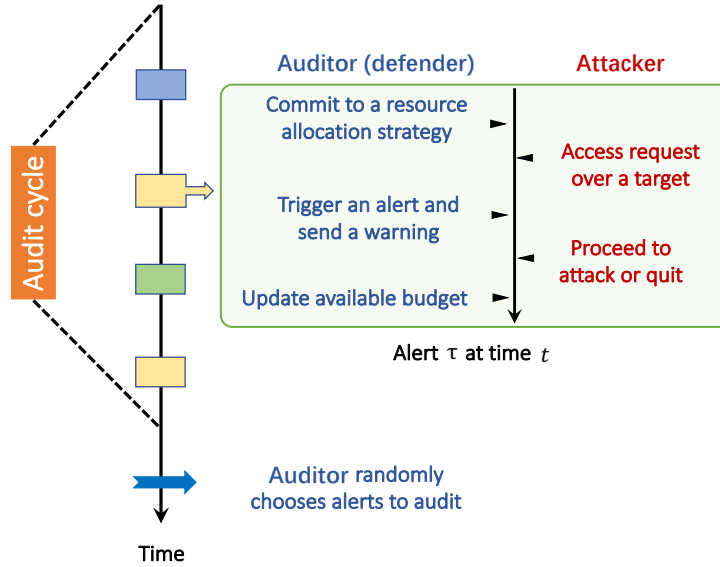 Auditor (defender)
Attacker
Commit to a resource
allocation strategy
Access request
over a target
Trigger an alert and
send a warning
Proceed to
attack or quit
Update available budget
Alert τ at time t
Audit cycle
Auditor randomly
chooses alerts to audit
Time